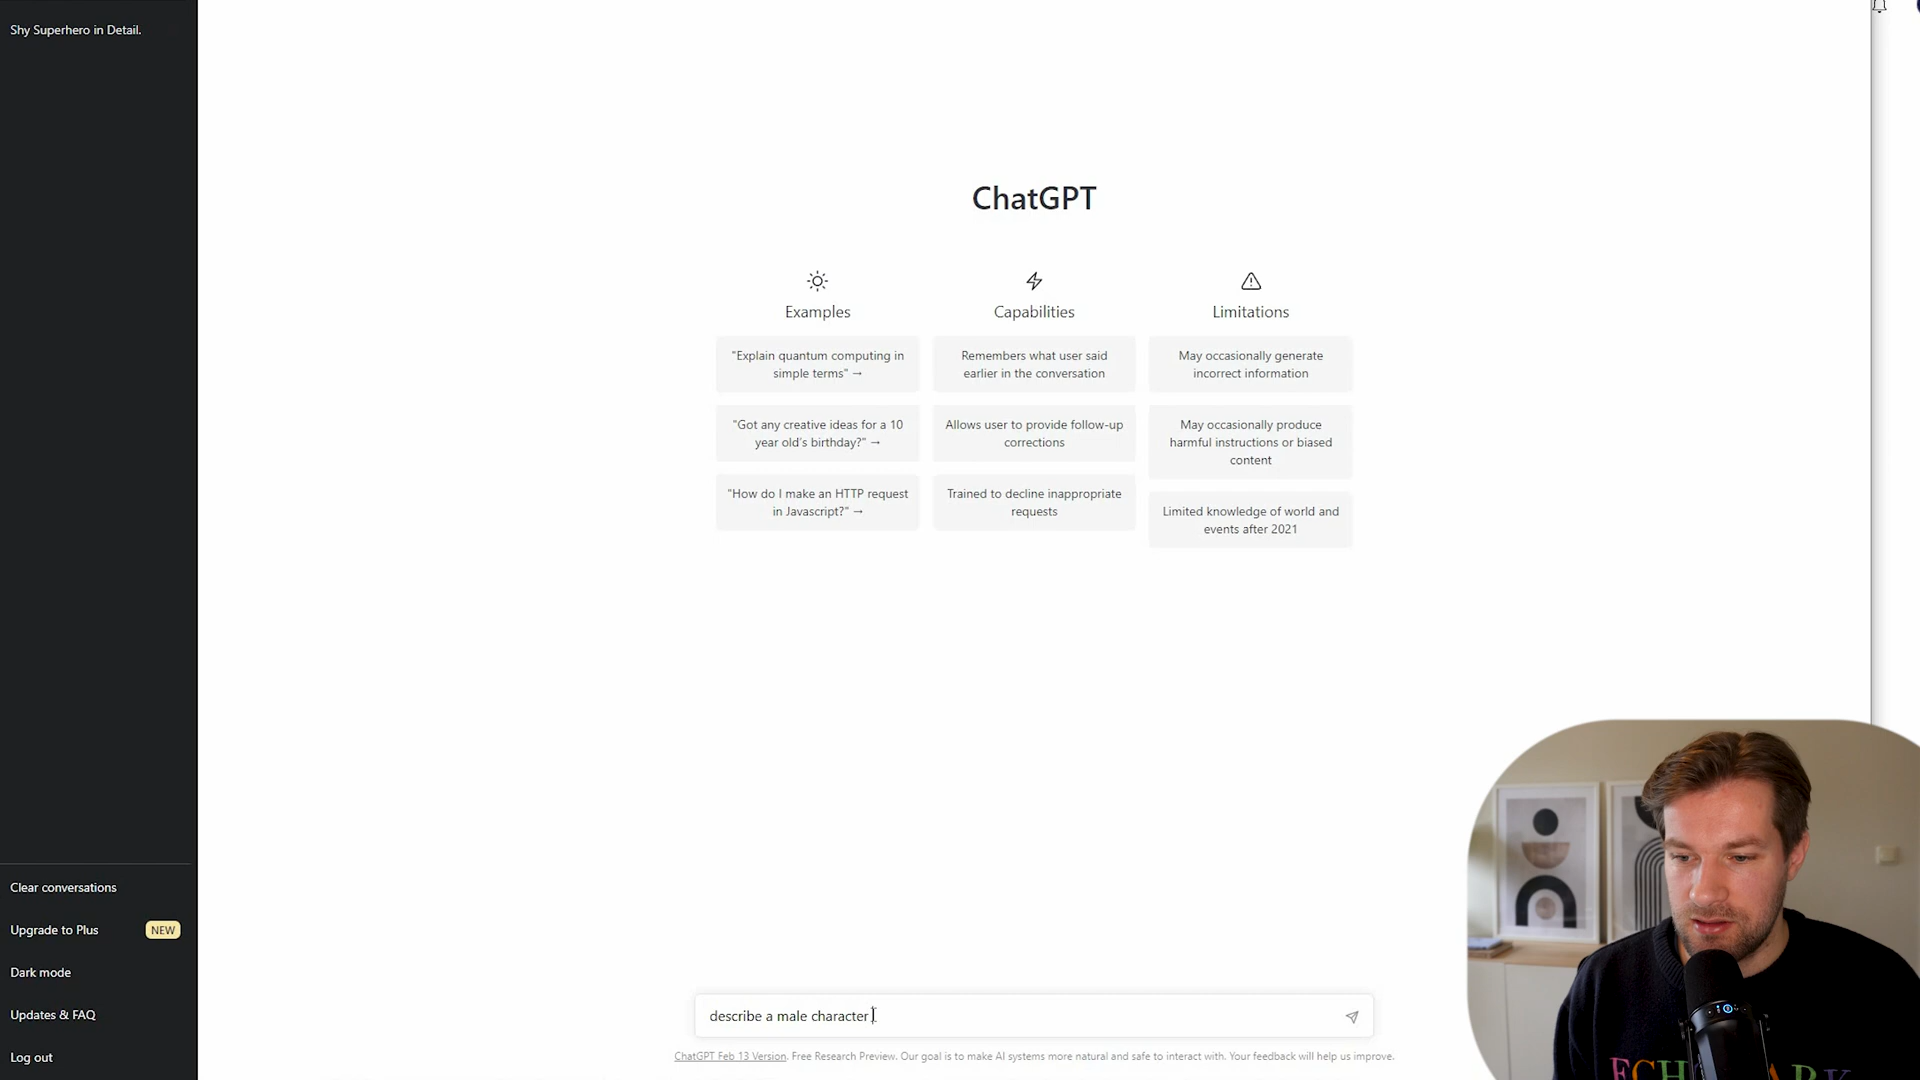 Shy Superhero in Detail.
ChatGPT
Examples
Capabilities
Limitations
"Explain quantum computing in
simple terms" →
Remembers what user said
earlier in the conversation
May occasionally generate
incorrect information
"Got any creative ideas for a 10
year old's birthday?" →
Allows user to provide follow-up
corrections
May occasionally produce
harmful instructions or biased
content
"How do I make an HTTP request
in Javascript?" →
Trained to decline inappropriate
requests
Limited knowledge of world and
events after 2021
Clear conversations
Upgrade to Plus NEW
Dark mode
Updates & FAQ
Log out
describe a male character
ChatGPT Feb 13 Version. Free Research Preview. Our goal is to make AI systems more natural and safe to interact with. Your feedback will help us improve.